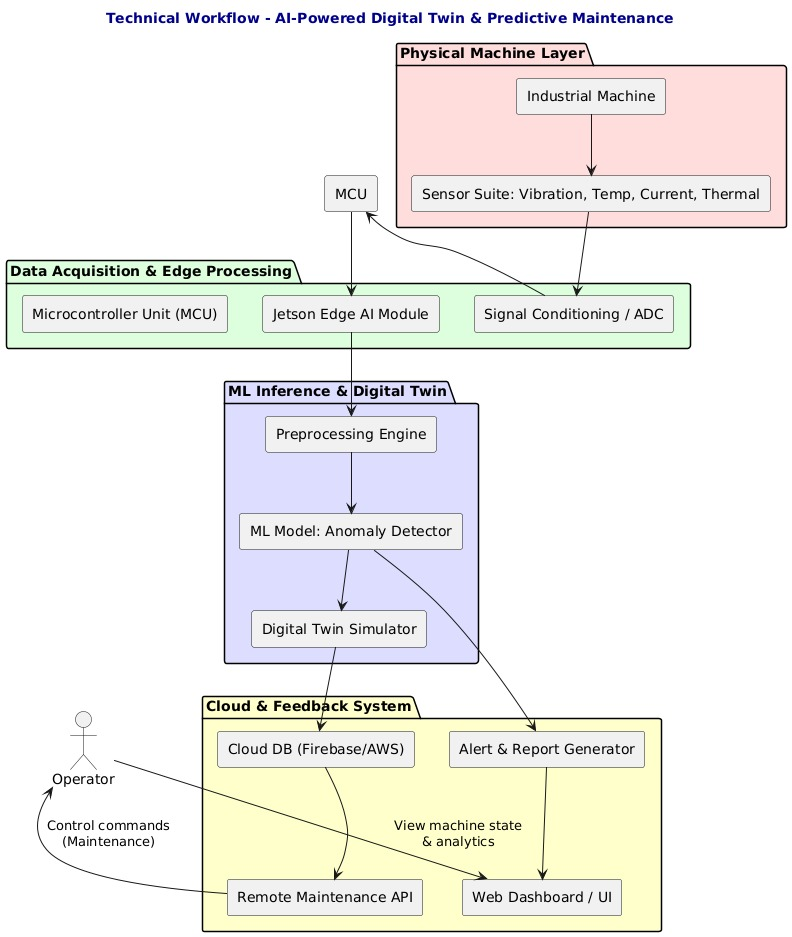 Technical Workflow - AI-Powered Digital Twin & Predictive Maintenance
Physical Machine Layer
Industrial Machine
MCU
Sensor Suite: Vibration, Temp, Current, Thermal
Data Acquisition & Edge Processing
Microcontroller Unit (MCU)
Jetson Edge AI Module
Signal Conditioning / ADC
ML Inference & Digital Twin
Preprocessing Engine
ML Model: Anomaly Detector
Digital Twin Simulator
Cloud & Feedback System
Cloud DB (Firebase/AWS)
Alert & Report Generator
Operator
Control commands
(Maintenance)
View machine state
& analytics
Remote Maintenance API
Web Dashboard / UI